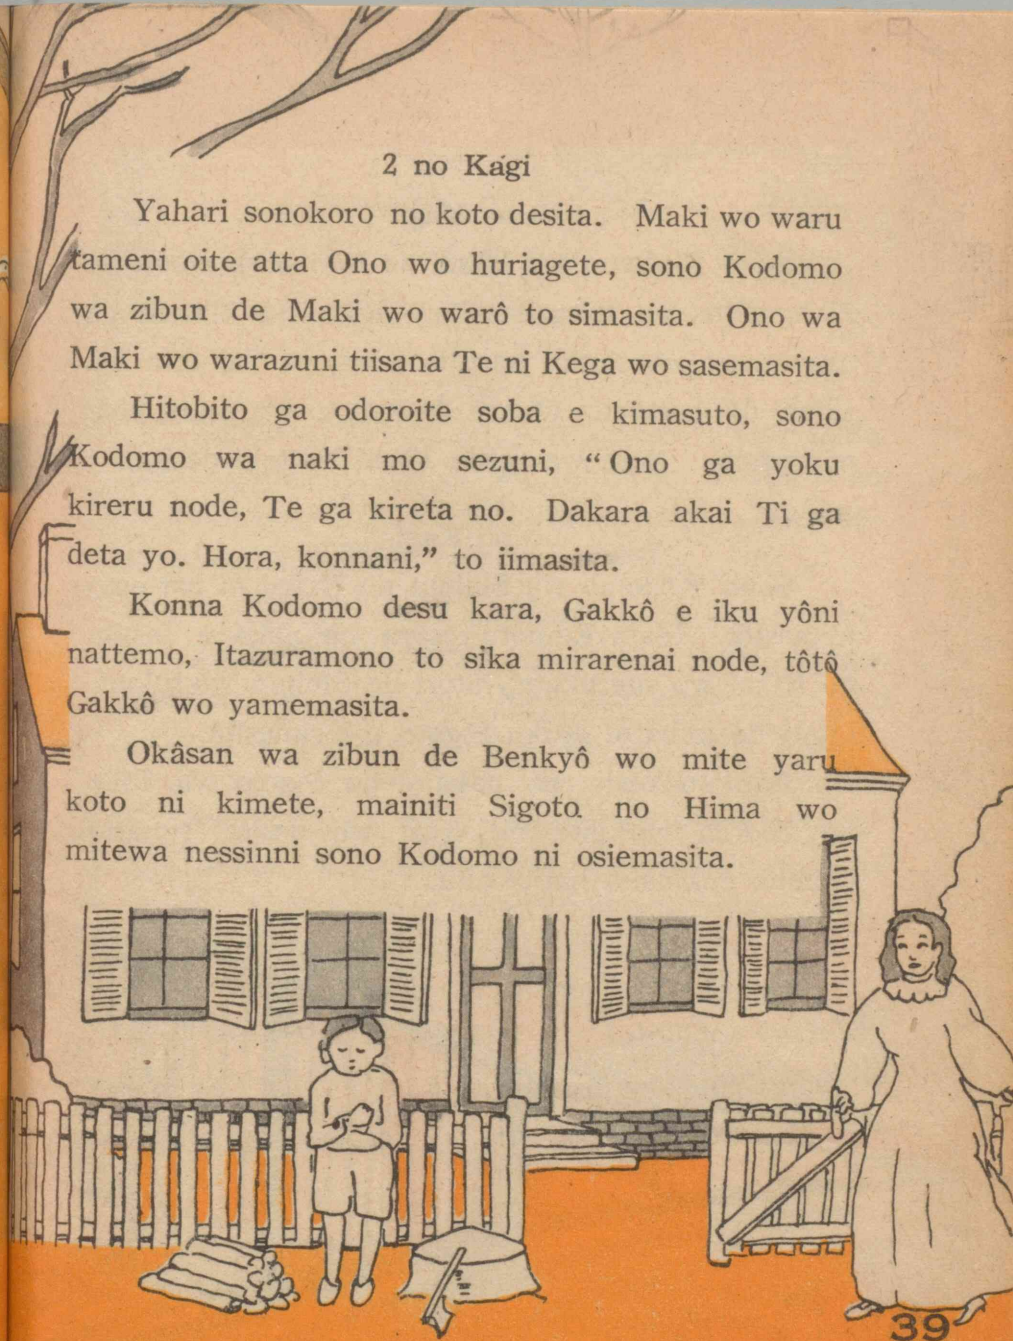 2 no Kagi
Yahari sonokoro no koto desita. Maki wo waru
tameni oite atta Ono wo huriagete, sono Kodomo
wa zibun de Maki wo warô to simasita. Ono wa
Maki wo warazuni tiisana Te ni Kega wo sasemasita.
Hitobito ga odoroite soba e kimasuto, sono
Kodomo wa naki mo sezuni, “Ono ga yoku
kireru node, Te ga kireta no. Dakara akai Ti ga
deta yo. Hora, konnani,” to iimasita.
Konna Kodomo desu kara, Gakkô e iku yôni
nattemo, Itazuramono to sika mirarenai node, tôtô
Gakkô wo yamemasita.
Okâsan wa zibun de Benkyô wo mite yaru
koto ni kimete, mainiti Sigoto no Hima wo
mitewa nessinni sono Kodomo ni osiemasita.
39